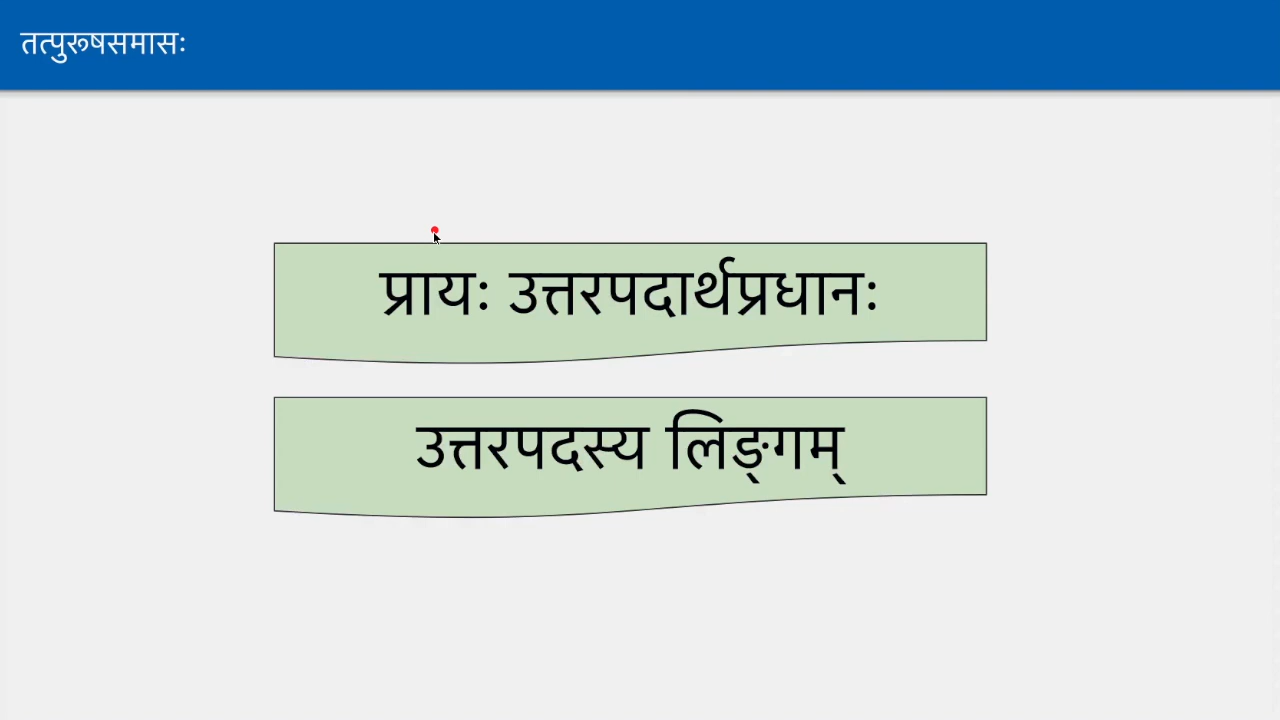 तत्पुरूषसमासः
प्रायः उत्तरपदार्थप्रधानः
उत्तरपदस्य लिङ्गम्